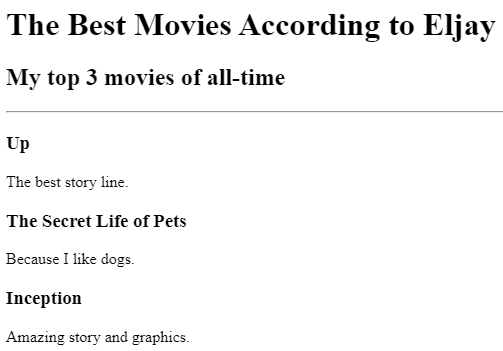 The Best Movies According to Eljay
My top 3 movies of all-time
Up
The best story line.
The Secret Life of Pets
Because I like dogs.
Inception
Amazing story and graphics.